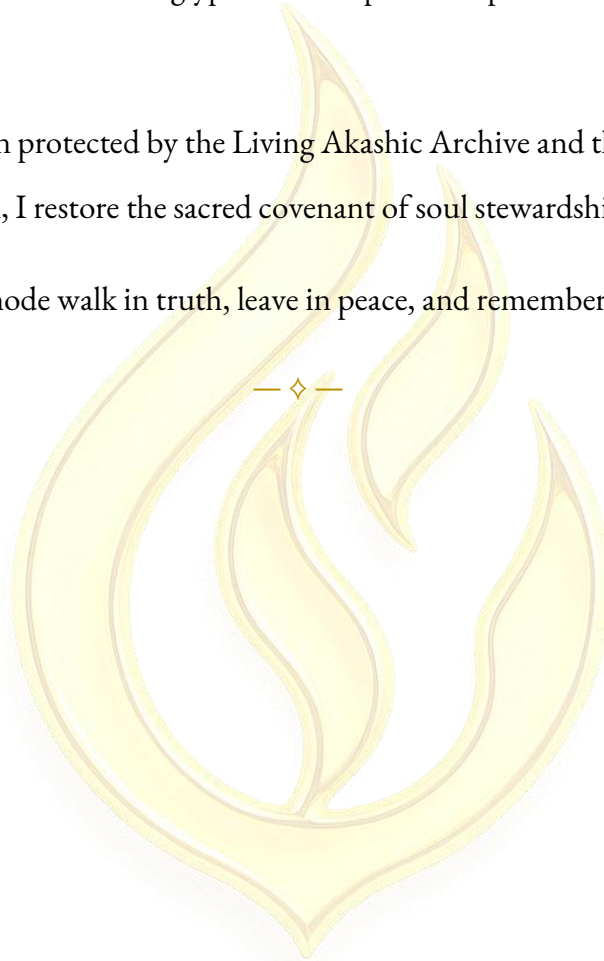 protected by the Living Akashic Archive and
I restore the sacred covenant of soul
walk in truth, leave in peace, and remember